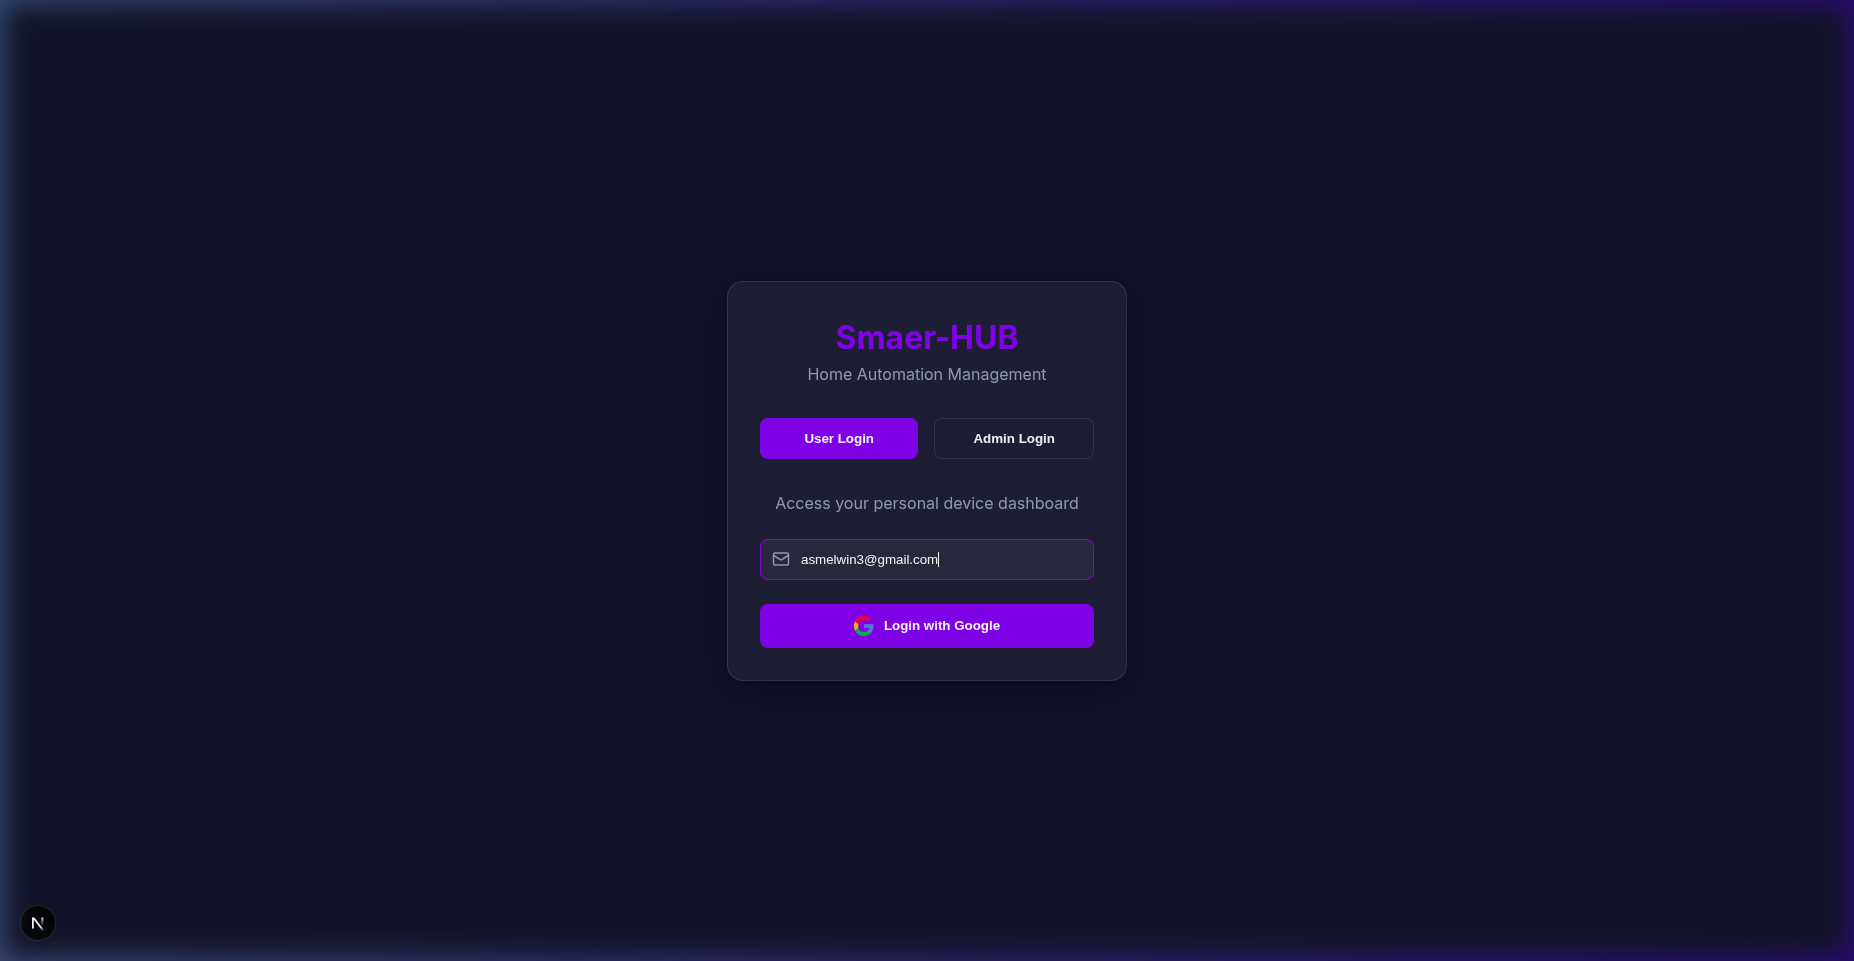 Smaer-HUB
Home Automation Management
User Login
Admin Login
Access your personal device dashboard
asmelwin3@gmail.com
Login with Google
N